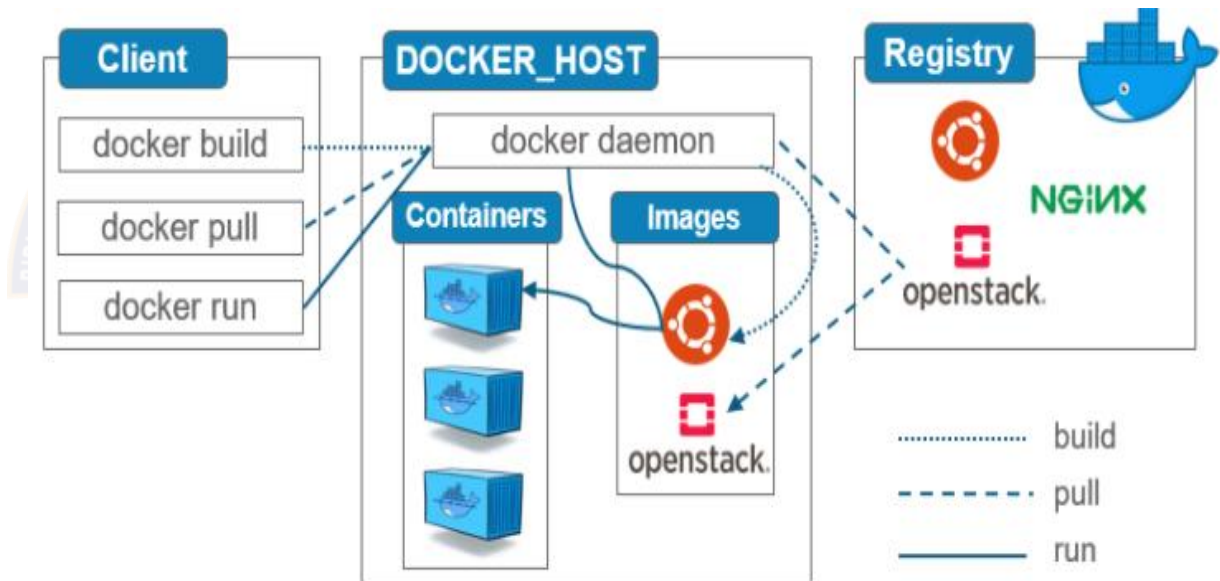 Client
docker build
docker pull
docker run
DOCKER_HOST
docker daemon
Containers
Images
openstack.
Registry
NGINX
openstack.
build
pull
run